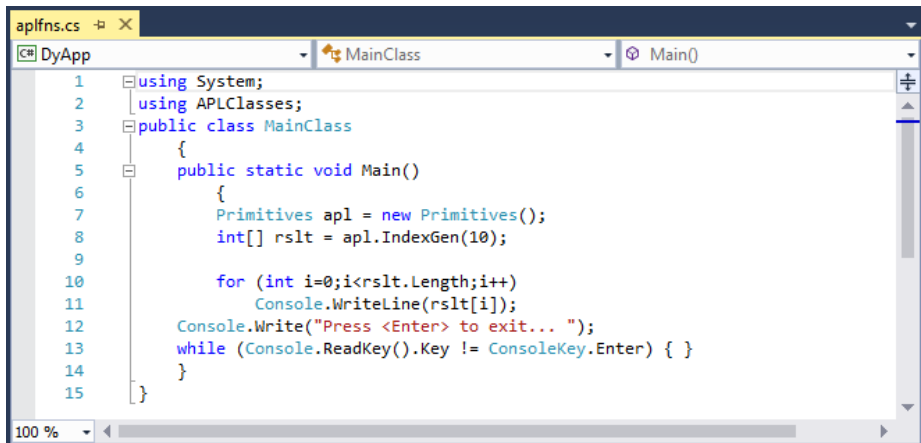 aplfns.cs
C# DyApp MainClass Main()
1 using System;
2 using APLClasses;
3 public class MainClass
4 {
5 public static void Main()
6 {
7 Primitives apl = new Primitives();
8 int[] rslt = apl.IndexGen(10);
9
10 for (int i=0;i<rslt.Length;i++)
11 Console.WriteLine(rslt[i]);
12 Console.Write("Press <Enter> to exit... ");
13 while (Console.ReadKey().Key != ConsoleKey.Enter) { }
14 }
15 }
100 %